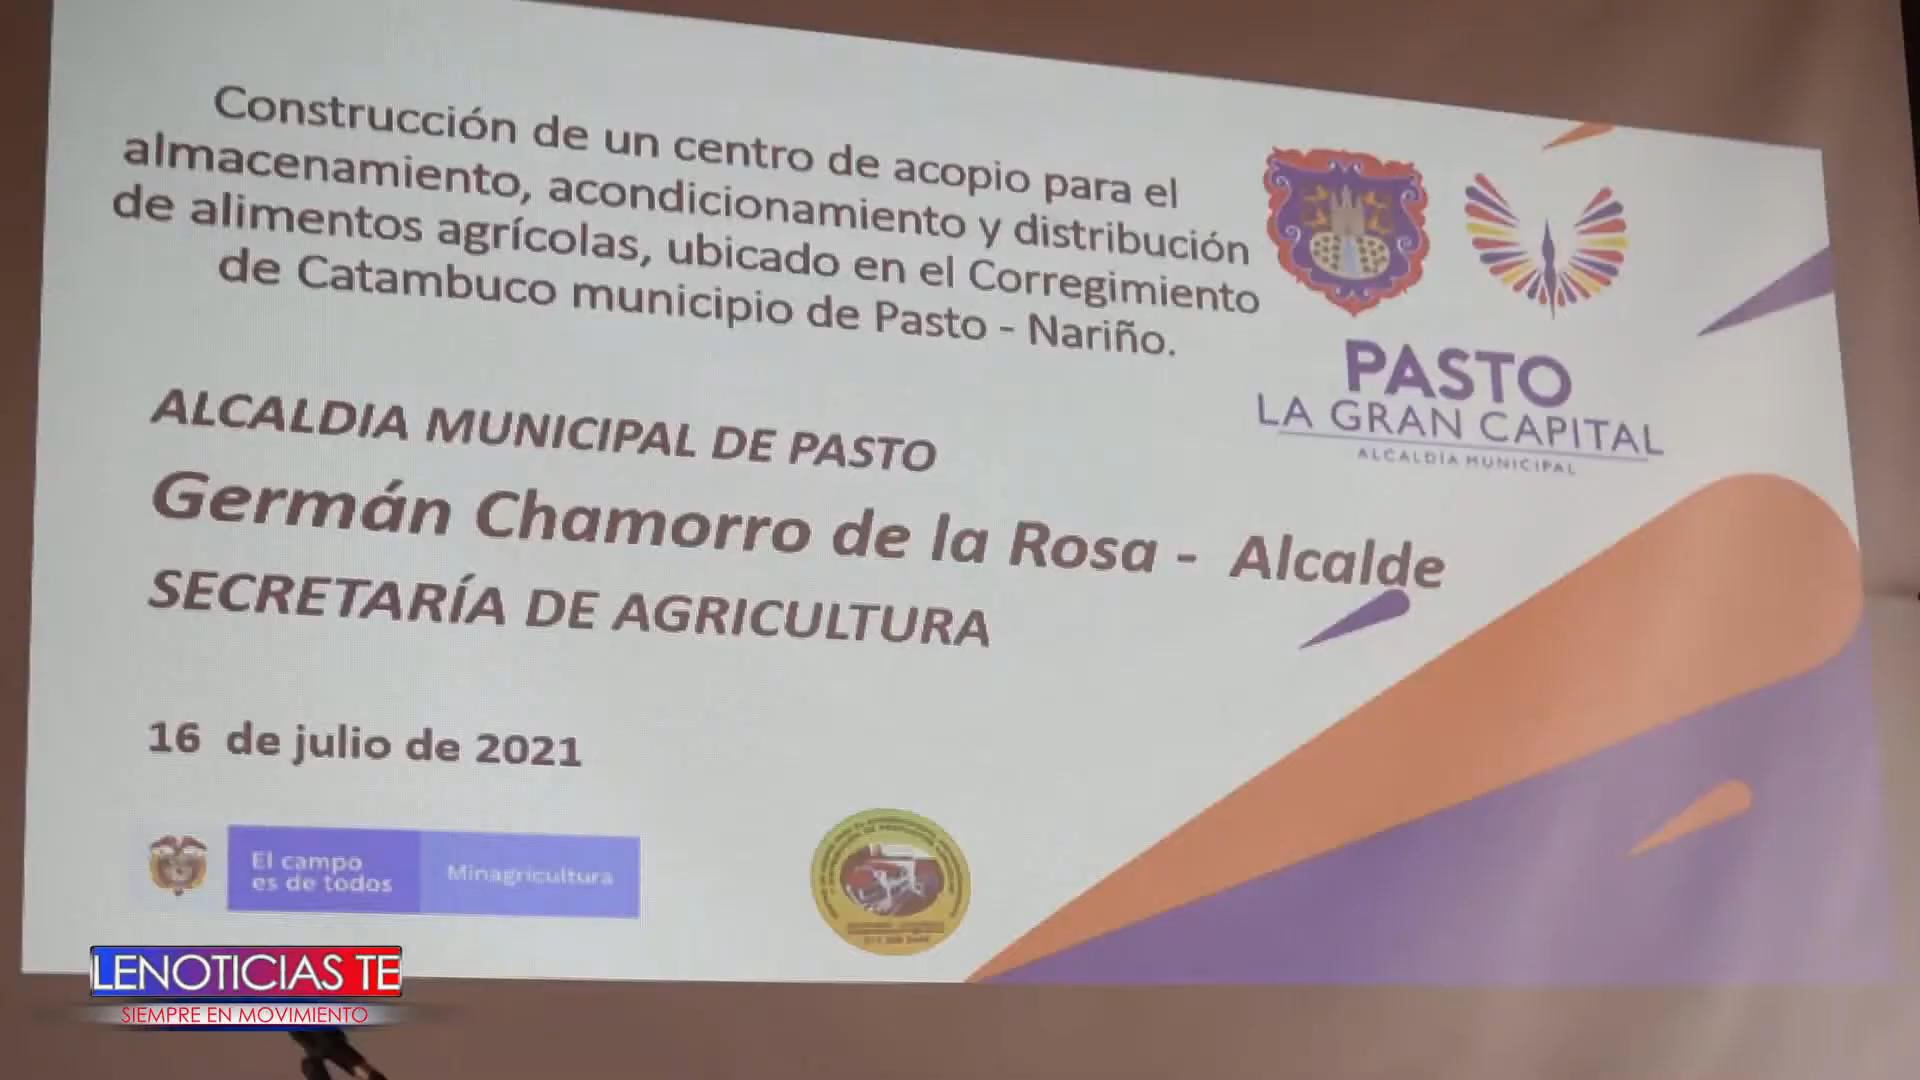 Construcción de un centro de acopio para el
almacenamiento, acondicionamiento y distribución
de alimentos agrícolas, ubicado en el Corregimiento
de Catambuco municipio de Pasto - Nariño.
PASTO
LA GRAN CAPITAL
ALCALDÍA MUNICIPAL
ALCALDIA MUNICIPAL DE PASTO
Germán Chamorro de la Rosa - Alcalde
SECRETARÍA DE AGRICULTURA
16 de julio de 2021
El campo
es de todos
Minagricultura
LENOTICIAS TE
SIEMPRE EN MOVIMIENTO